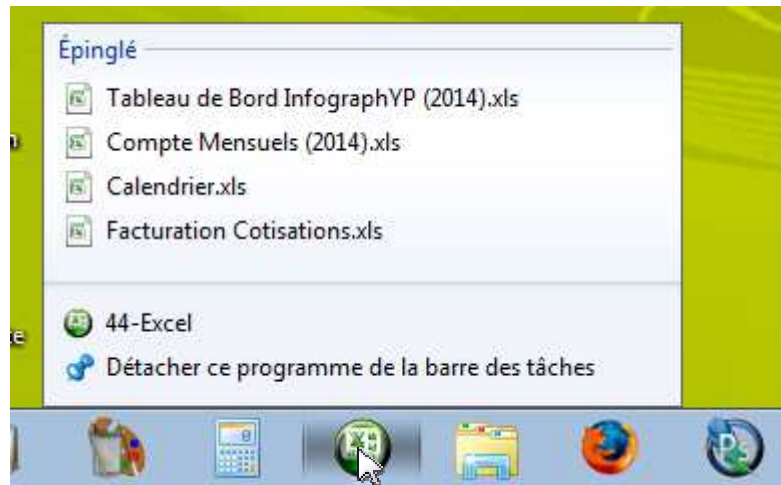 Épinglé
Tableau de Bord InfographYP (2014).xls
Compte Mensuels (2014).xls
Calendrier.xls
Facturation Cotisations.xls
44-Excel
Détacher ce programme de la barre des tâches